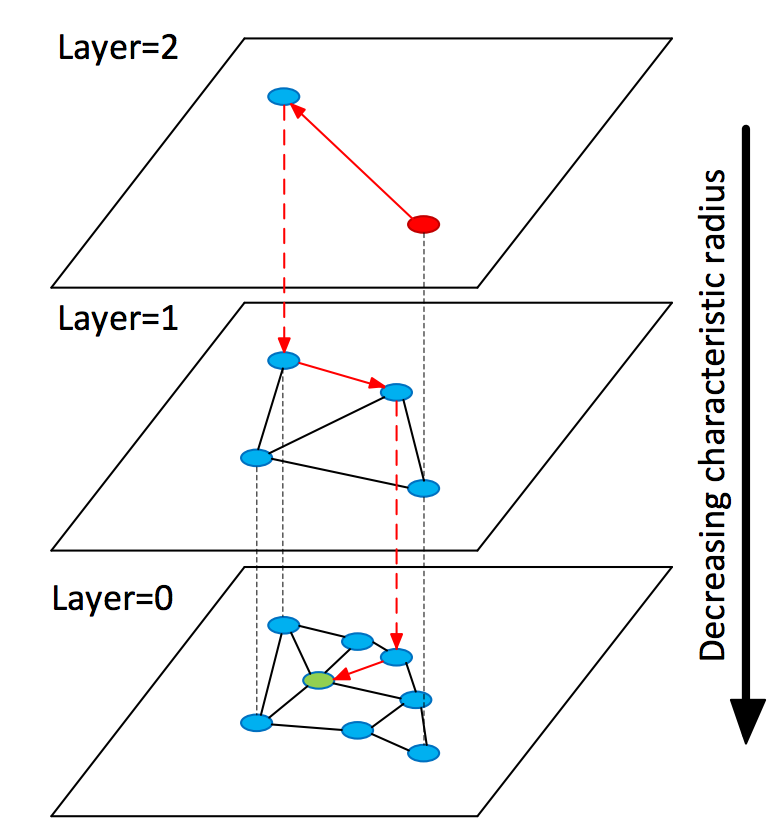 Layer=2
Layer=1
Layer=0
Decreasing characteristic radius